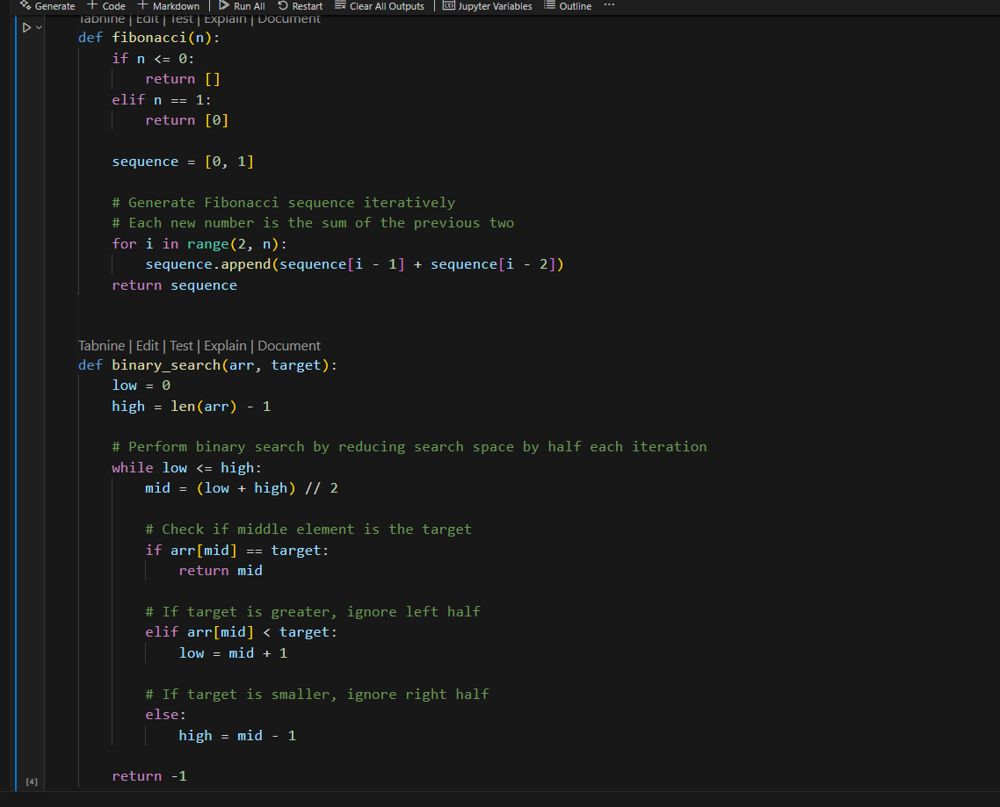 Generate + Code + Markdown | Run All Restart Clear All Outputs | Jupyter Variables Outline ...
Tabnine | Edit | Test | Explain | Document
def fibonacci(n):
    if n <= 0:
        return []
    elif n == 1:
        return [0]
    sequence = [0, 1]
    # Generate Fibonacci sequence iteratively
    # Each new number is the sum of the previous two
    for i in range(2, n):
        sequence.append(sequence[i - 1] + sequence[i - 2])
    return sequence
Tabnine | Edit | Test | Explain | Document
def binary_search(arr, target):
    low = 0
    high = len(arr) - 1
    # Perform binary search by reducing search space by half each iteration
    while low <= high:
        mid = (low + high) // 2
        # Check if middle element is the target
        if arr[mid] == target:
            return mid
        # If target is greater, ignore left half
        elif arr[mid] < target:
            low = mid + 1
        # If target is smaller, ignore right half
        else:
            high = mid - 1
    return -1
[4]